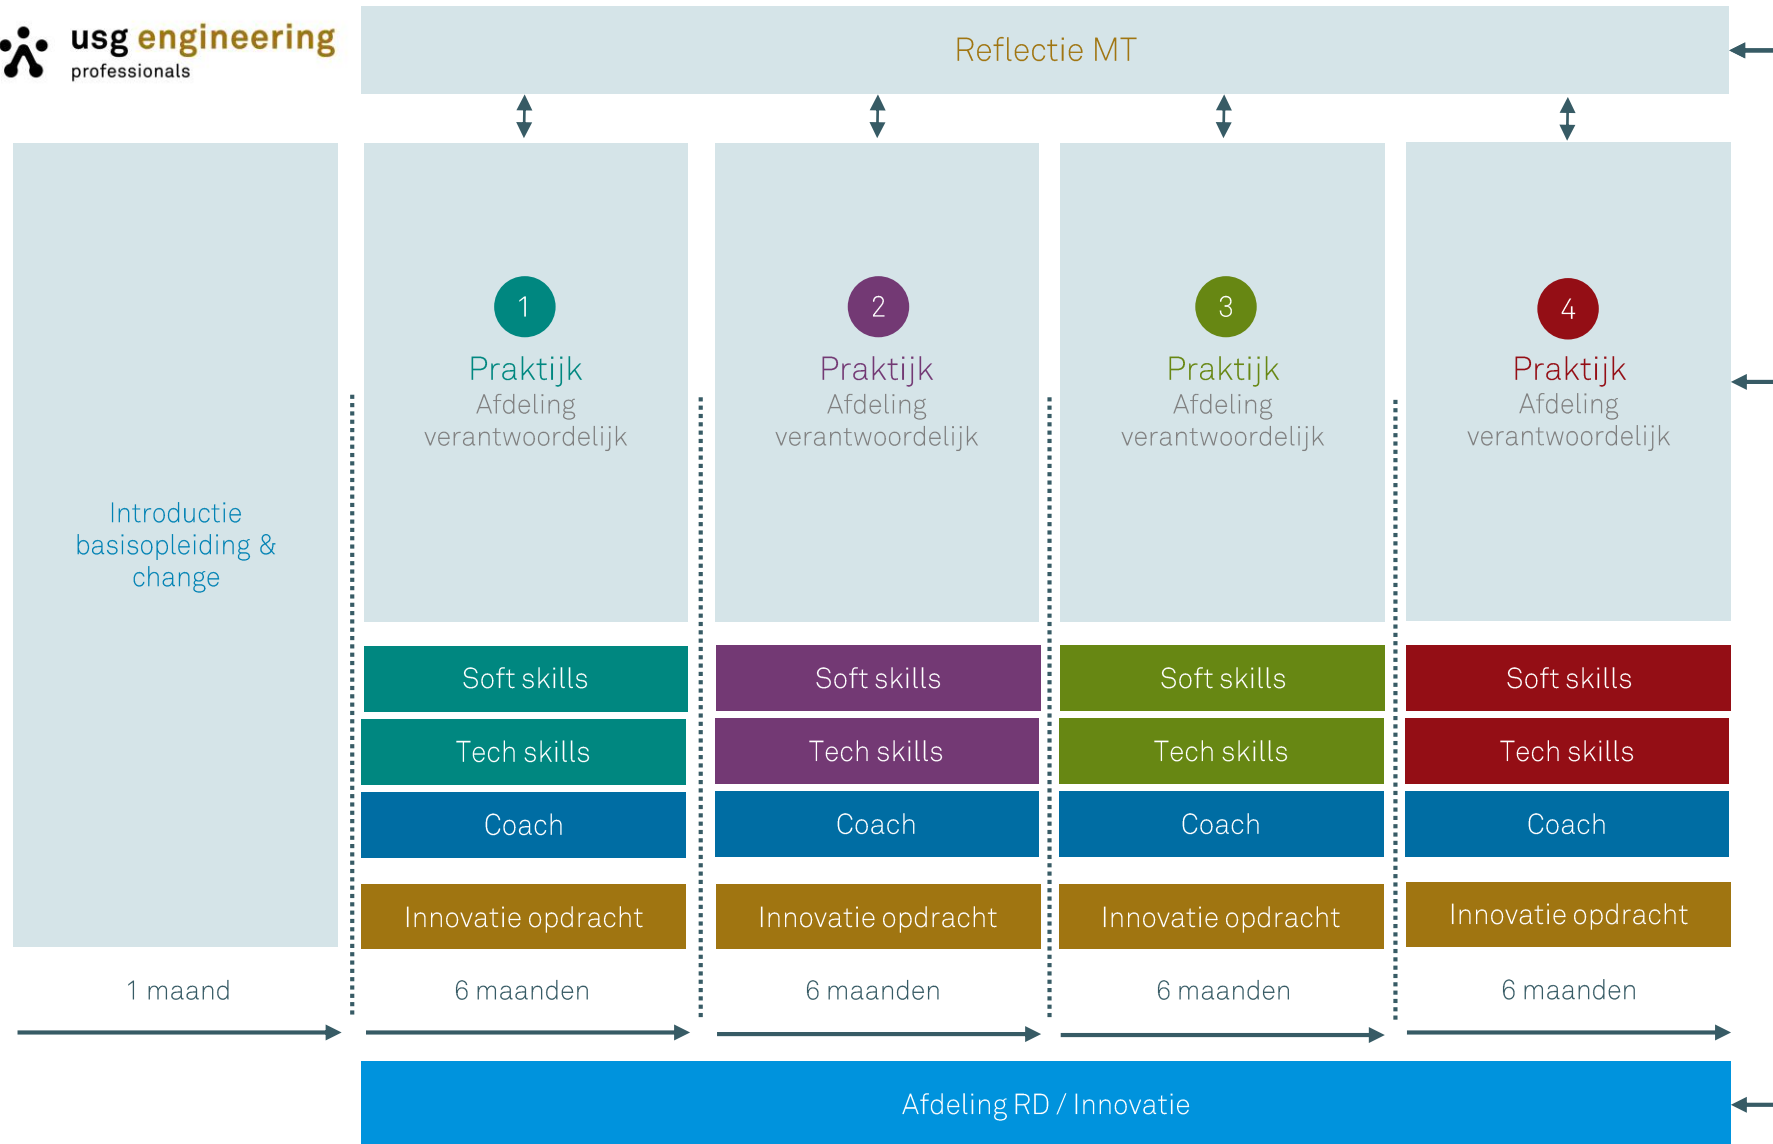 usg engineering
professionals
Reflectie MT
Introductie
basisopleiding &
change
1
Praktijk
Afdeling
verantwoordelijk
2
Praktijk
Afdeling
verantwoordelijk
3
Praktijk
Afdeling
verantwoordelijk
4
Praktijk
Afdeling
verantwoordelijk
Soft skills
Soft skills
Soft skills
Soft skills
Tech skills
Tech skills
Tech skills
Tech skills
Coach
Coach
Coach
Coach
Innovatie opdracht
Innovatie opdracht
Innovatie opdracht
Innovatie opdracht
1 maand
6 maanden
6 maanden
6 maanden
6 maanden
Afdeling RD / Innovatie